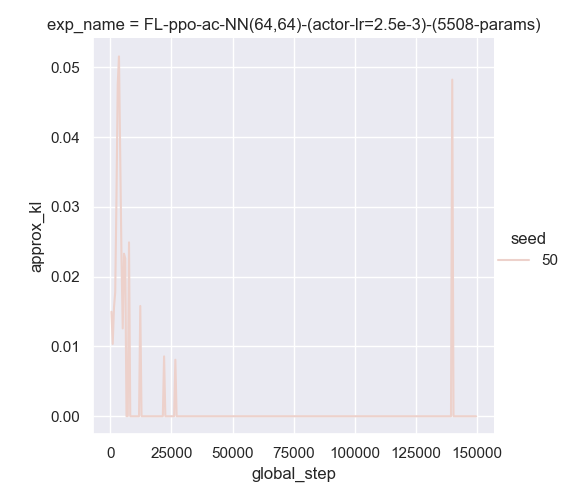 exp_name = FL-ppo-ac-NN(64,64)-(actor-lr=2.5e-3)-(5508-params)
0.05
0.04
0.03
0.02
0.01
0.00
approx_kl
0 25000 50000 75000 100000 125000 150000
global_step
seed
50